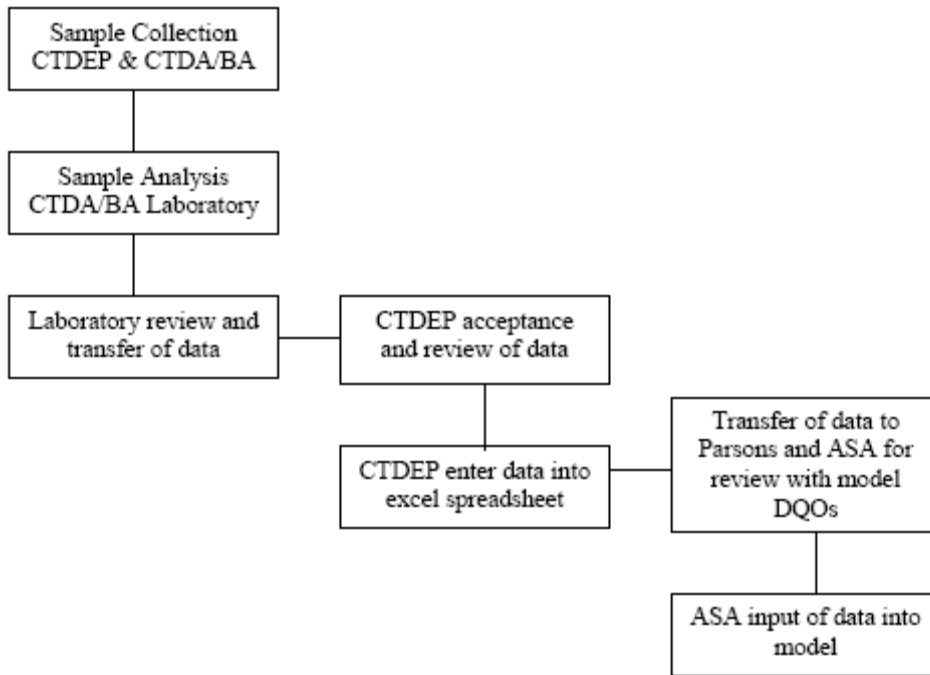 Sample Collection
CTDEP & CTDA/BA
Sample Analysis
CTDA/BA Laboratory
Laboratory review and
transfer of data
CTDEP acceptance
and review of data
CTDEP enter data into
excel spreadsheet
Transfer of data to
Parsons and ASA for
review with model
DQOs
ASA input of data into
model